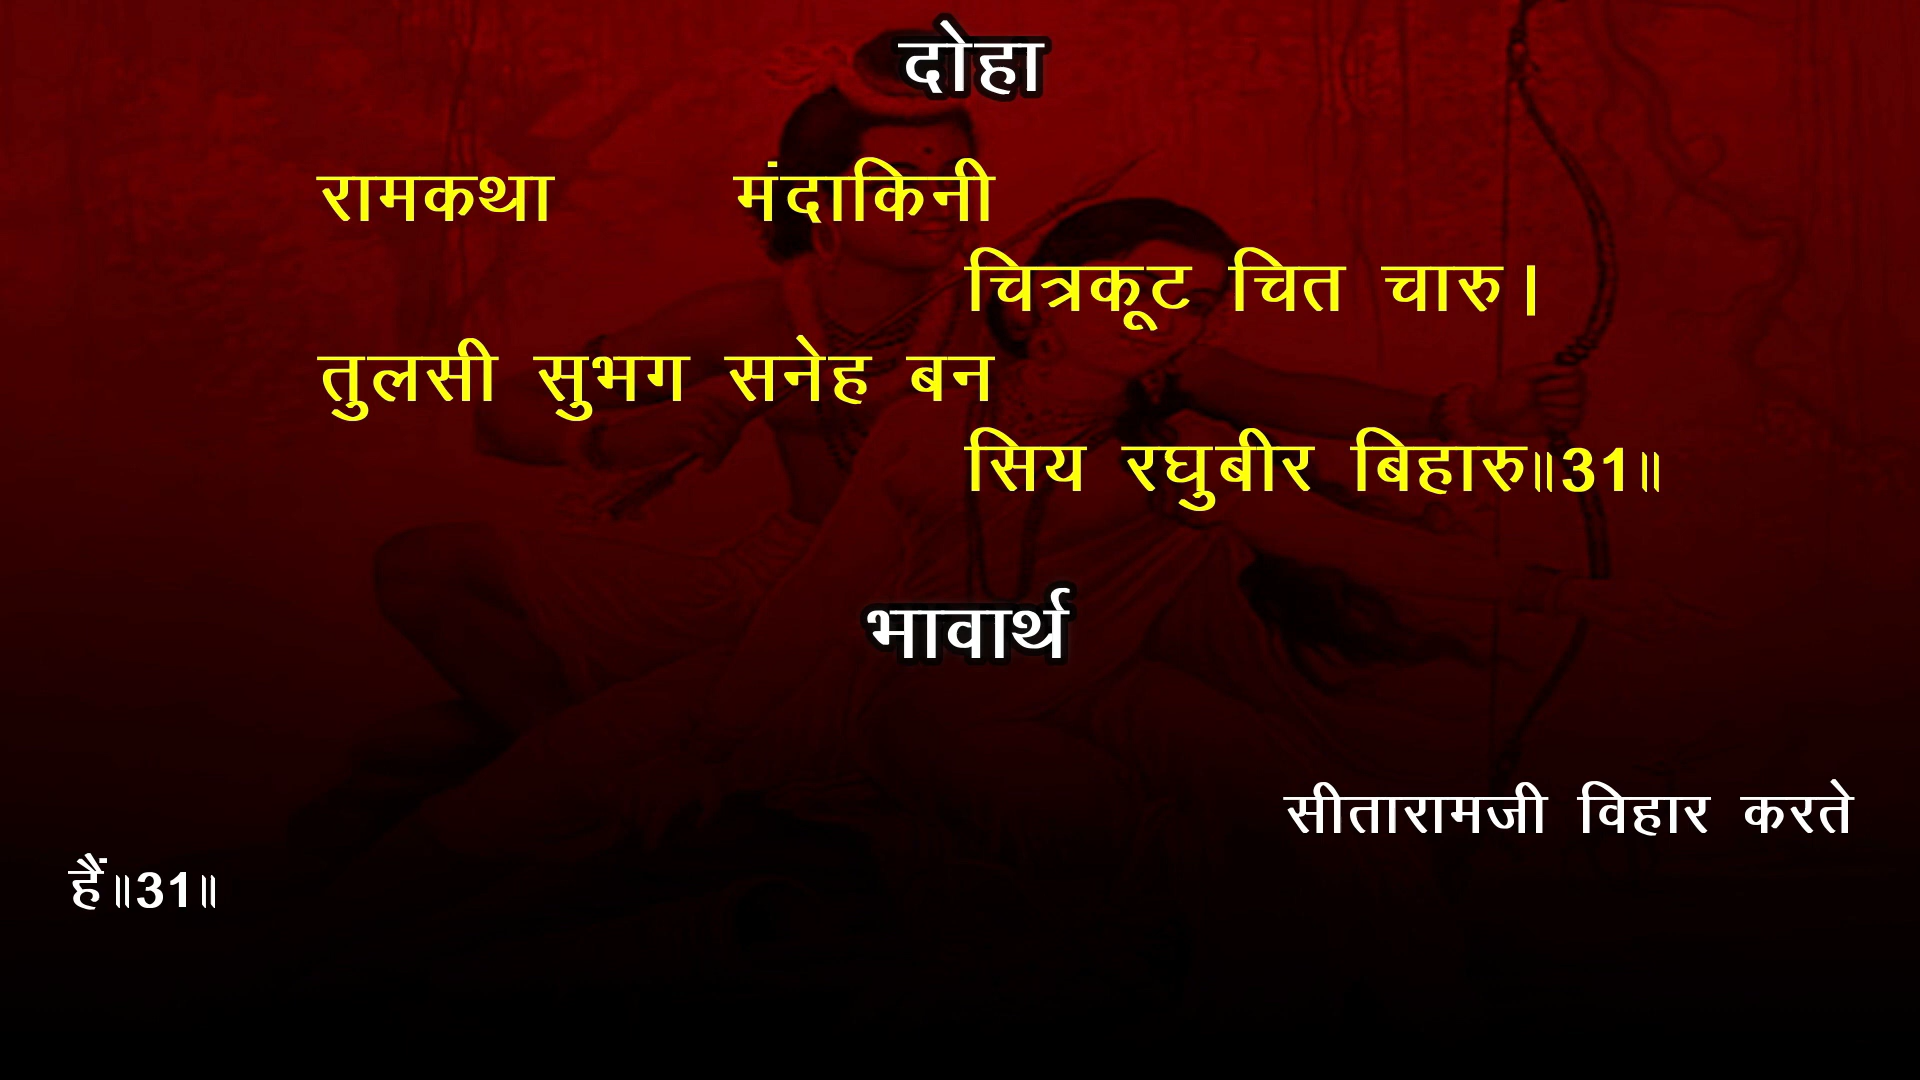 दोहा
रामकथा मंदाकिनी
चित्रकूट चित चारु।
तुलसी सुभग सनेह बन
सिय रघुबीर बिहारु॥31॥
भावार्थ
सीतारामजी विहार करते
हैं॥31॥